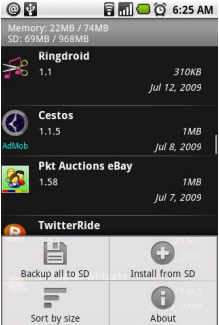 6:25 AM
Memory: 22MB / 74MB
SD: 69MB / 968MB
Ringdroid
1.1 310KB
Jul 12, 2009
Cestos
1.1.5 1MB
AdMob Jul 8, 2009
Pkt Auctions eBay
1.58 1MB
Jul 7, 2009
TwitterRide
Backup all to SD Install from SD
Sort by size About